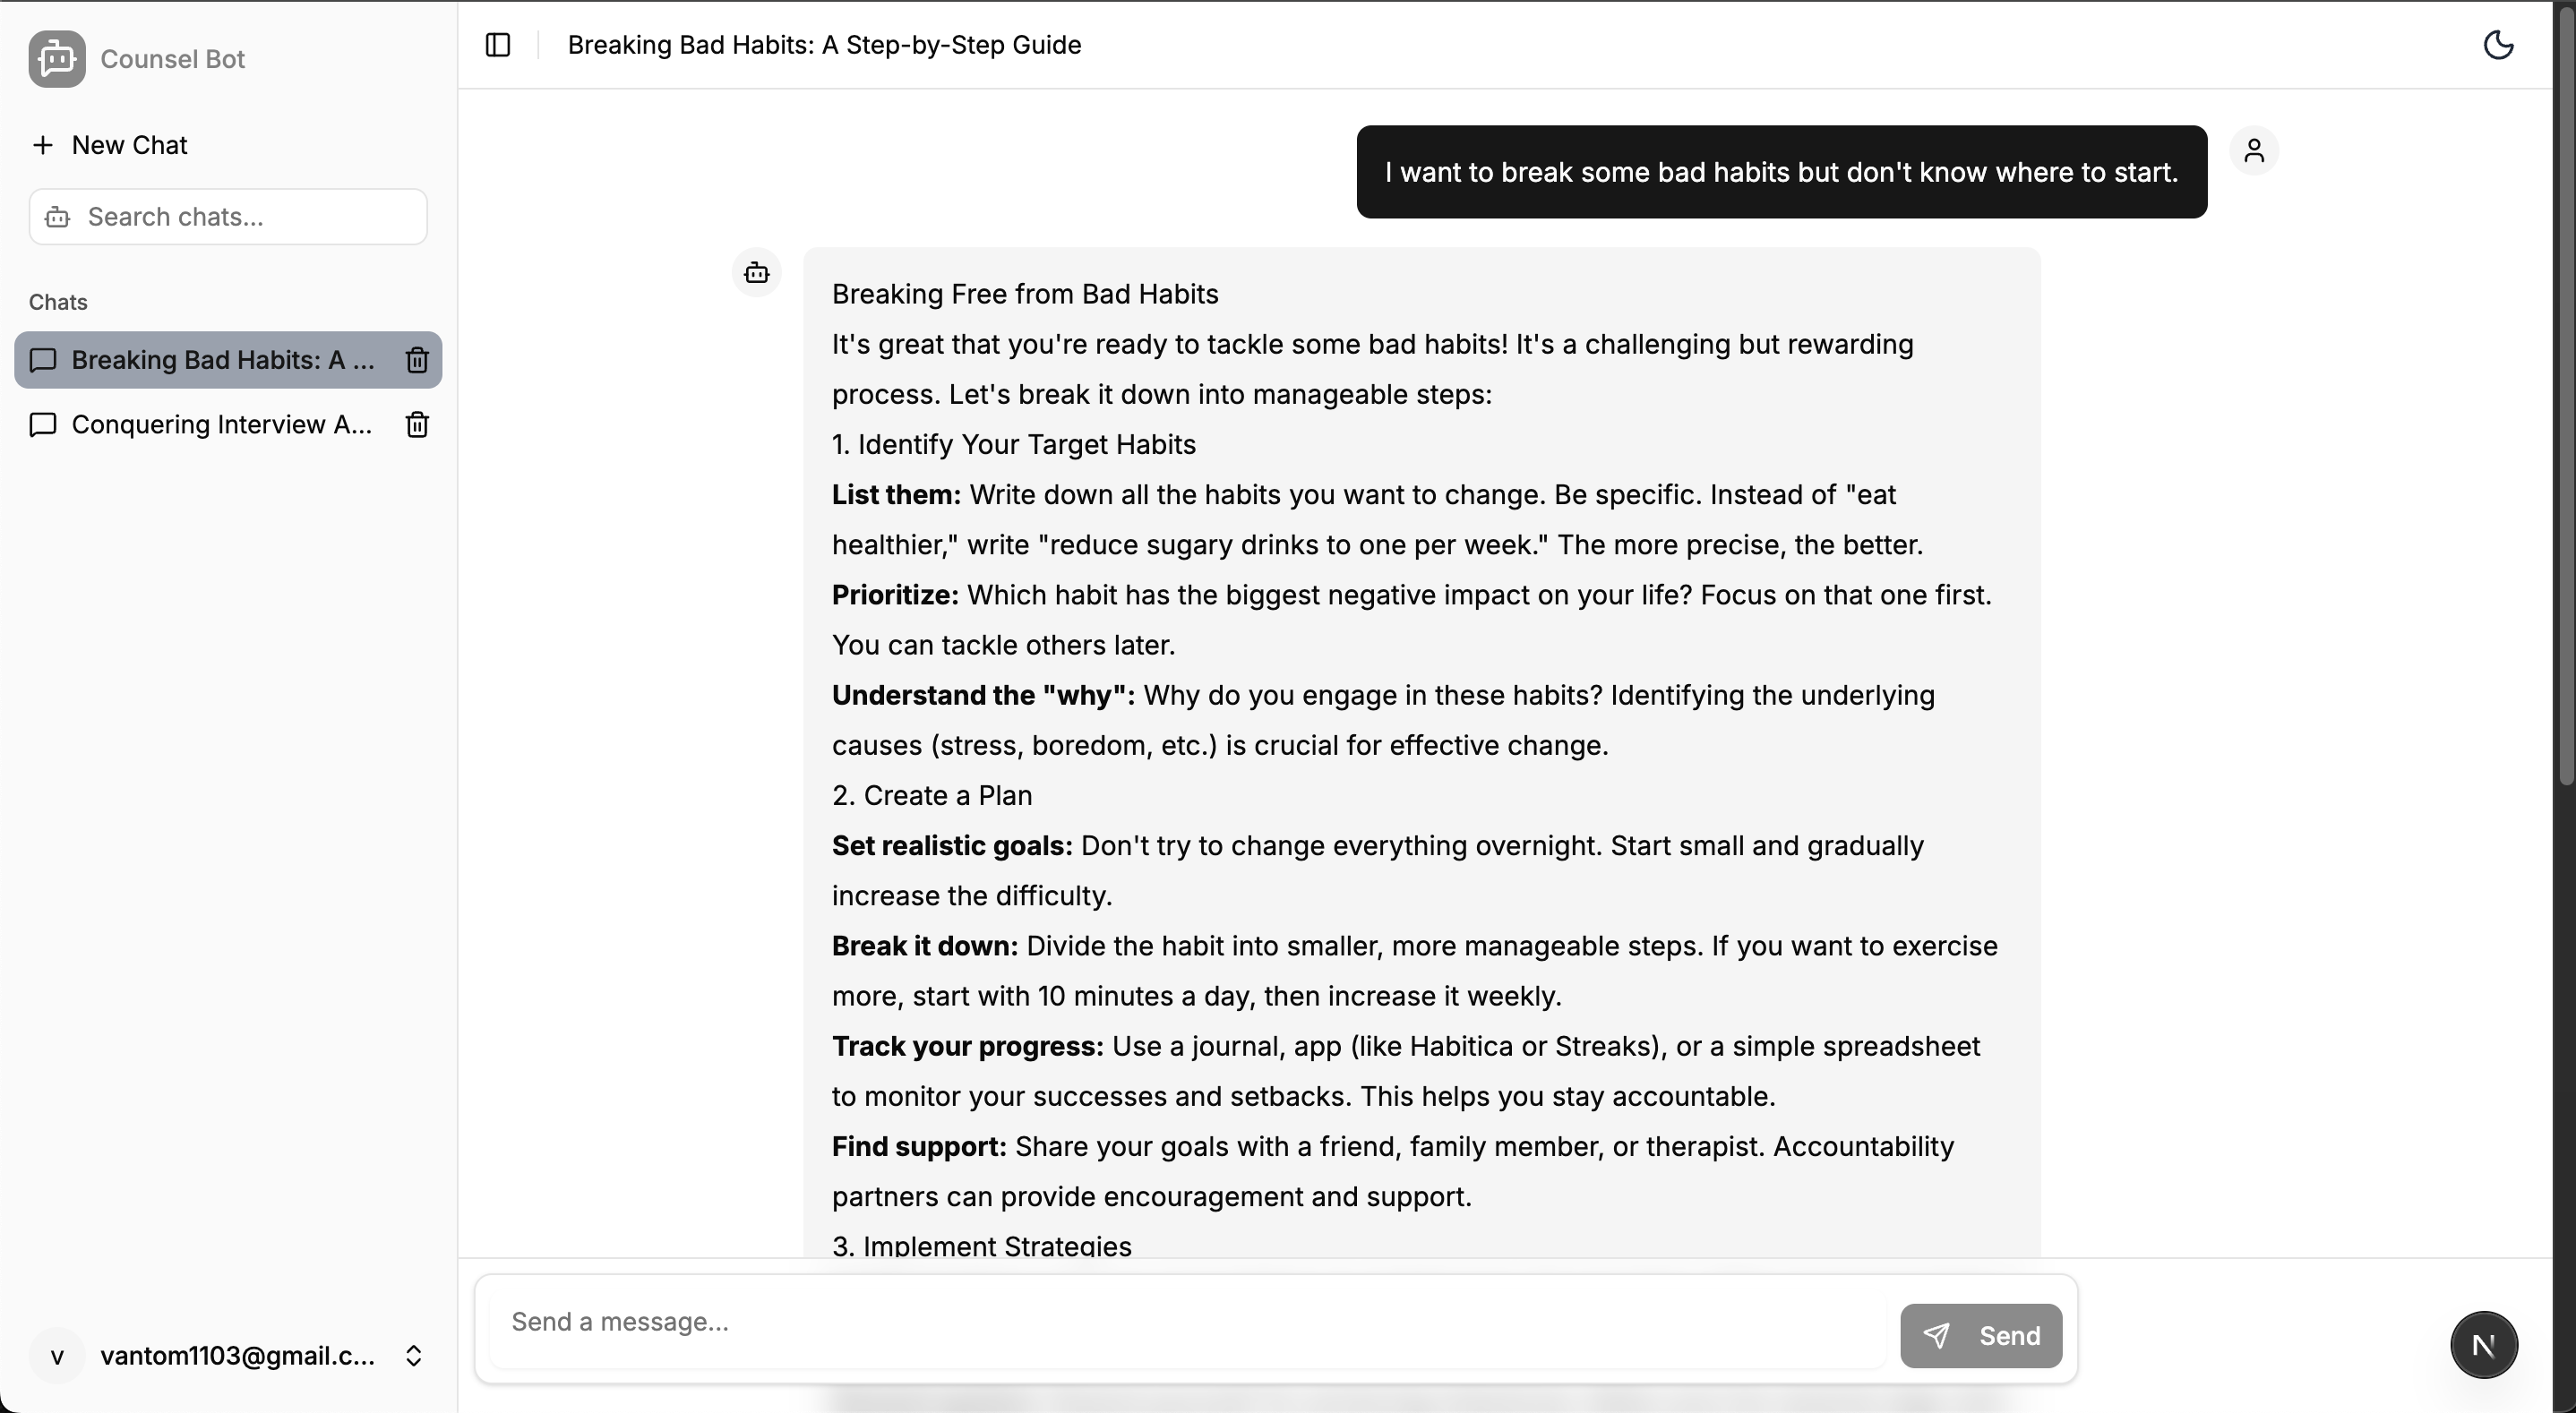 Counsel Bot
New Chat
Search chats...
Chats
Breaking Bad Habits: A ...
Conquering Interview A...
vantom1103@gmail.c...
v
Breaking Bad Habits: A Step-by-Step Guide
I want to break some bad habits but don't know where to start.
Breaking Free from Bad Habits
It's great that you're ready to tackle some bad habits! It's a challenging but rewarding
process. Let's break it down into manageable steps:
1. Identify Your Target Habits
List them: Write down all the habits you want to change. Be specific. Instead of "eat
healthier," write "reduce sugary drinks to one per week." The more precise, the better.
Prioritize: Which habit has the biggest negative impact on your life? Focus on that one first.
You can tackle others later.
Understand the "why": Why do you engage in these habits? Identifying the underlying
causes (stress, boredom, etc.) is crucial for effective change.
2. Create a Plan
Set realistic goals: Don't try to change everything overnight. Start small and gradually
increase the difficulty.
Break it down: Divide the habit into smaller, more manageable steps. If you want to exercise
more, start with 10 minutes a day, then increase it weekly.
Track your progress: Use a journal, app (like Habitica or Streaks), or a simple spreadsheet
to monitor your successes and setbacks. This helps you stay accountable.
Find support: Share your goals with a friend, family member, or therapist. Accountability
partners can provide encouragement and support.
3. Implement Strategies
Send a message...
Send
N